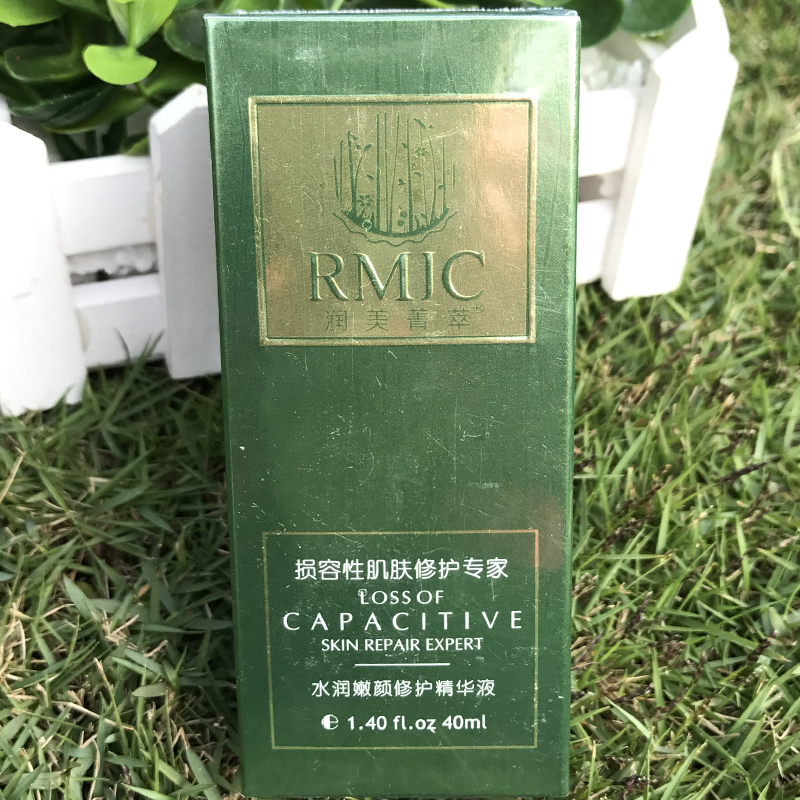 RMJC
润美菁萃®
损容性肌肤修护专家
LOSS OF
CAPACITIVE
SKIN REPAIR EXPERT
水润嫩颜修护精华液
1.40 fl.oz 40ml